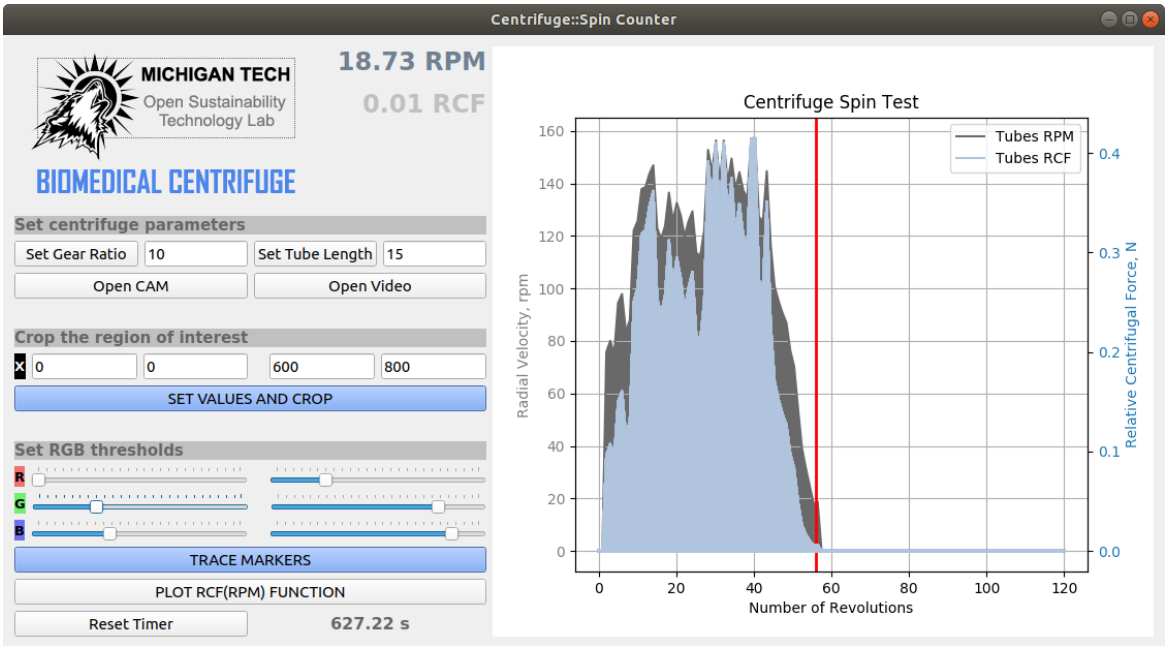 Centrifuge::Spin Counter
MICHIGAN TECH
Open Sustainability
Technology Lab
18.73 RPM
0.01 RCF
BIOMEDICAL CENTRIFUGE
Set centrifuge parameters
Set Gear Ratio 10 Set Tube Length 15
Open CAM Open Video
Crop the region of interest
X 0 0 600 800
SET VALUES AND CROP
Set RGB thresholds
R
G
B
TRACE MARKERS
PLOT RCF(RPM) FUNCTION
Reset Timer 627.22 s
Centrifuge Spin Test
Tubes RPM
Tubes RCF
Radial Velocity, rpm
160
140
120
100
80
60
40
20
0
0.4
0.3
0.2
0.1
0.0
Relative Centrifugal Force, N
0 20 40 60 80 100 120
Number of Revolutions